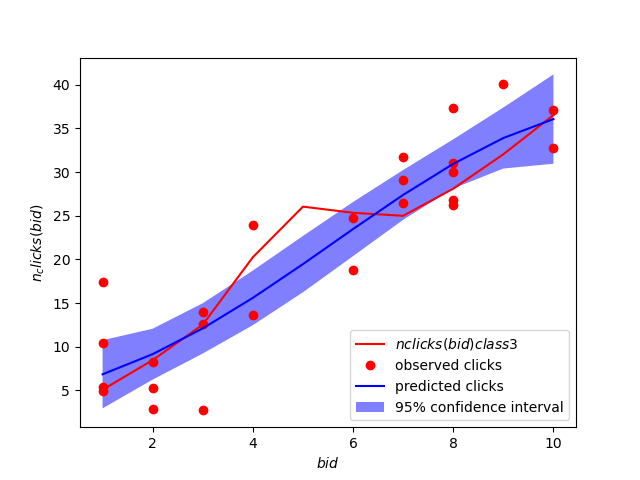 40
35
30
25
20
15
10
5
n_clicks(bid)
2
4
6
8
10
bid
nclicks(bid)class3
observed clicks
predicted clicks
95% confidence interval